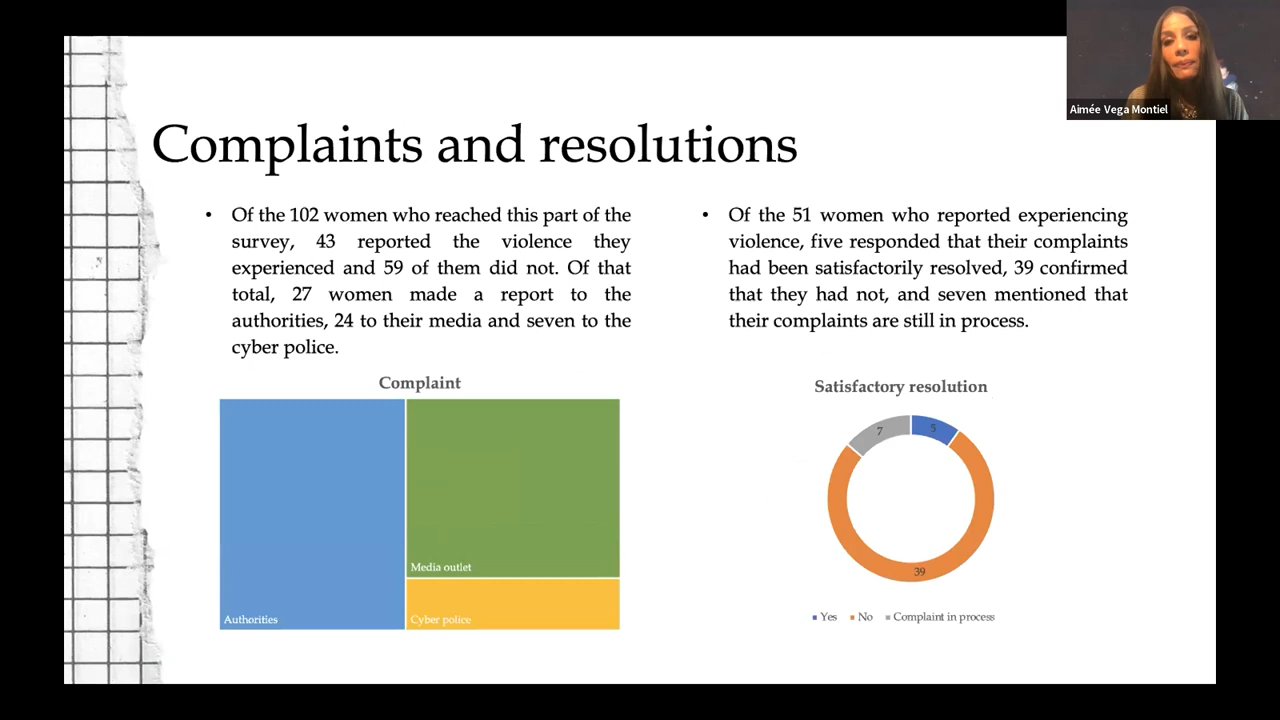 Aimée Vega Montiel
Complaints and resolutions
• Of the 102 women who reached this part of the
survey, 43 reported the violence they
experienced and 59 of them did not. Of that
total, 27 women made a report to the
authorities, 24 to their media and seven to the
cyber police.
• Of the 51 women who reported experiencing
violence, five responded that their complaints
had been satisfactorily resolved, 39 confirmed
that they had not, and seven mentioned that
their complaints are still in process.
Complaint
Authorities
Media outlet
Cyber police
Satisfactory resolution
7
5
39
Yes No Complaint in process